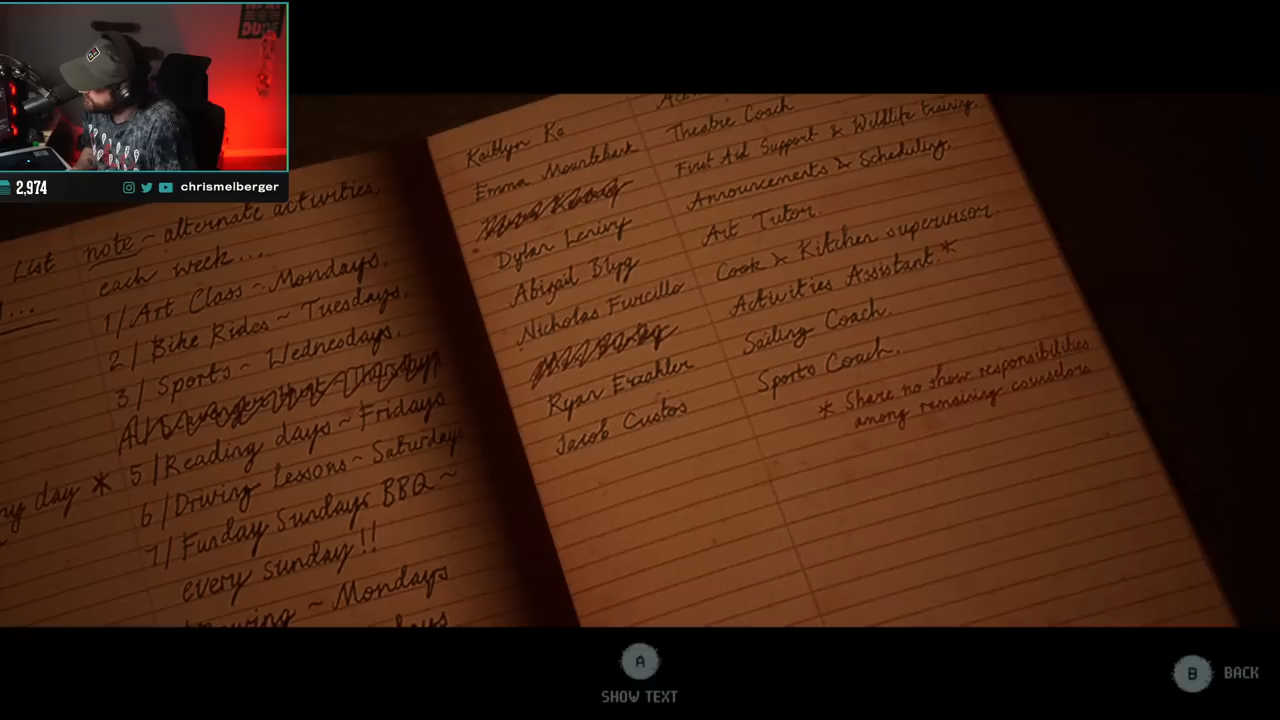 2,974
chrismelberger
List
note ~ alternate activities,
each week...
1/ Art Class ~ Mondays,
2/ Bike Rides ~ Tuesdays,
3/ Sports ~ Wednesdays,
5/ Reading days ~ Fridays
day * 6/ Driving Lessons ~ Saturdays
7/ Funday Sundays BBQ ~
every sunday!!
~ Mondays
Kaitlyn Ka
Theatre Coach
Emma Mountebank
First Aid Support & Wildlife training,
Announcements & Scheduling,
Dylan Lenivy
Art Tutor.
Abigail Blyg
Cook & Kitchen supervisor.
Nicholas Furcillo
Activities Assistant.*
Sailing Coach.
Ryan Erzahler
Sports Coach.
Jacob Custos
* Share no show responsibilities
among remaining counselors
A
SHOW TEXT
B BACK